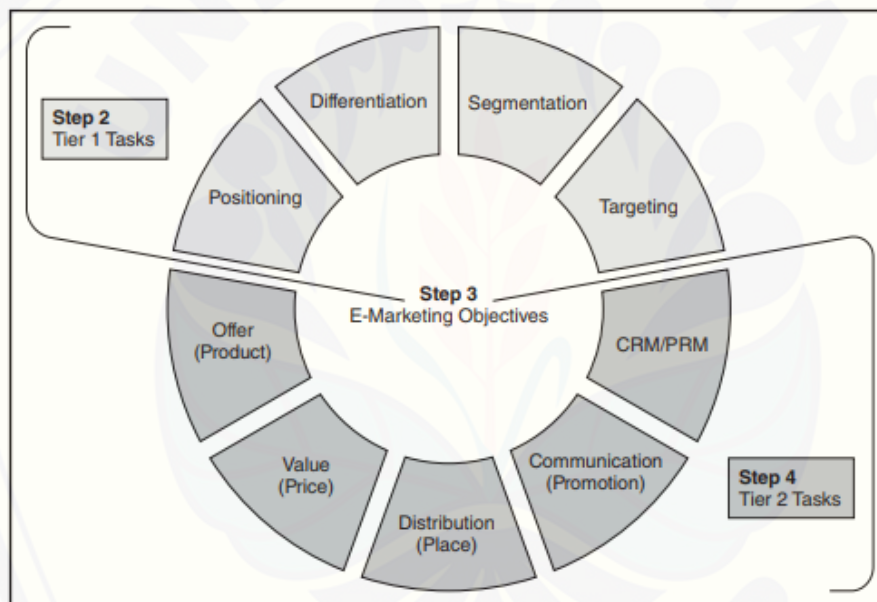 Differentiation
Segmentation
Step 2
Tier 1 Tasks
Positioning
Targeting
Step 3
E-Marketing Objectives
Offer
(Product)
CRM/PRM
Value
(Price)
Communication
(Promotion)
Step 4
Tier 2 Tasks
Distribution
(Place)